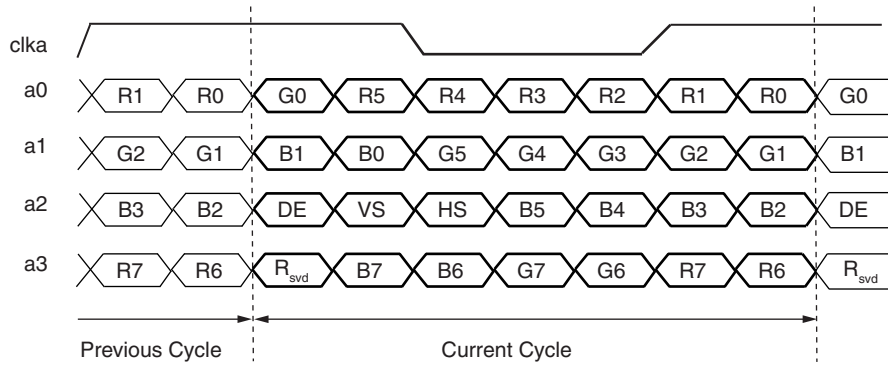 clka
a0 R1 R0 G0 R5 R4 R3 R2 R1 R0 G0
a1 G2 G1 B1 B0 G5 G4 G3 G2 G1 B1
a2 B3 B2 DE VS HS B5 B4 B3 B2 DE
a3 R7 R6 Rsvd B7 B6 G7 G6 R7 R6 Rsvd
Previous Cycle Current Cycle